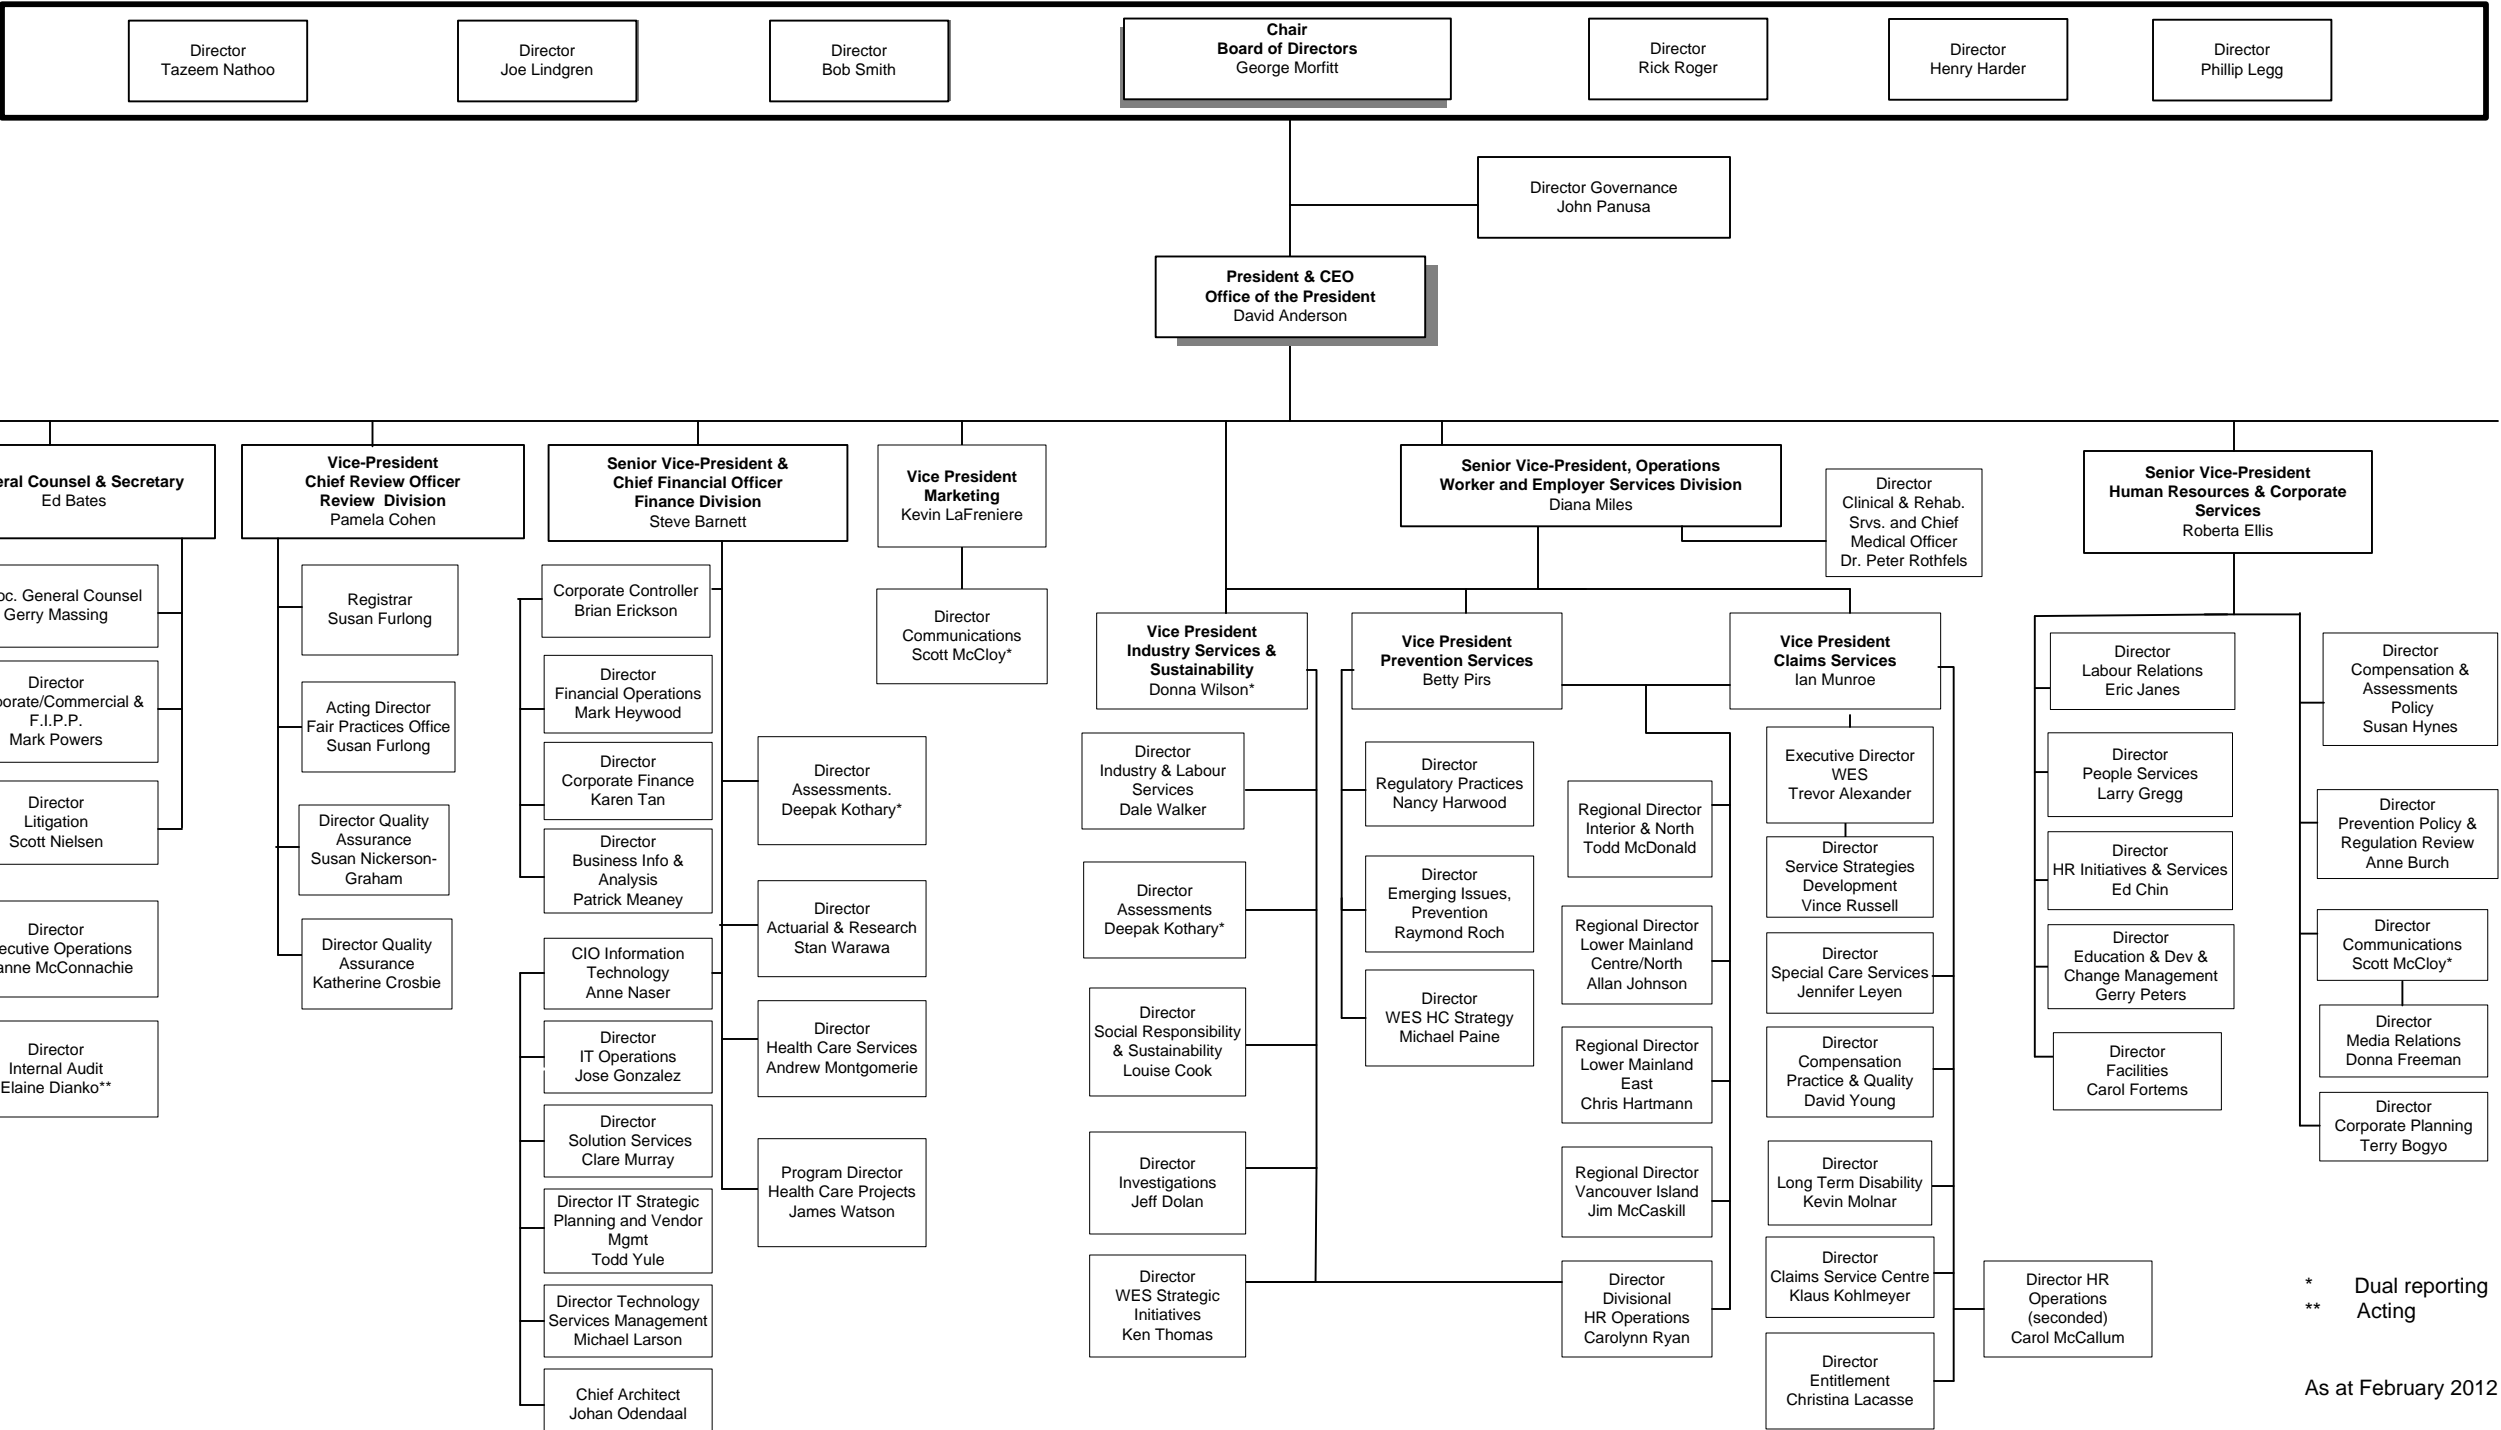 Director
Tazeem Nathoo
Director
Joe Lindgren
Director
Bob Smith
Chair
Board of Directors
George Morfitt
Director
Rick Roger
Director
Henry Harder
Director
Phillip Legg
Director Governance
John Panusa
President & CEO
Office of the President
David Anderson
eral Counsel & Secretary
Ed Bates
oc. General Counsel
Gerry Massing
Director
porate/Commercial &
F.I.P.P.
Mark Powers
Director
Litigation
Scott Nielsen
Director
ecutive Operations
anne McConnachie
Director
Internal Audit
Elaine Dianko**
Vice-President
Chief Review Officer
Review Division
Pamela Cohen
Registrar
Susan Furlong
Acting Director
Fair Practices Office
Susan Furlong
Director Quality
Assurance
Susan Nickerson-
Graham
Director Quality
Assurance
Katherine Crosbie
Senior Vice-President &
Chief Financial Officer
Finance Division
Steve Barnett
Corporate Controller
Brian Erickson
Director
Financial Operations
Mark Heywood
Director
Corporate Finance
Karen Tan
Director
Business Info &
Analysis
Patrick Meaney
CIO Information
Technology
Anne Naser
Director
IT Operations
Jose Gonzalez
Director
Solution Services
Clare Murray
Director IT Strategic
Planning and Vendor
Mgmt
Todd Yule
Director Technology
Services Management
Michael Larson
Chief Architect
Johan Odendaal
Director
Assessments.
Deepak Kothary*
Director
Actuarial & Research
Stan Warawa
Director
Health Care Services
Andrew Montgomerie
Program Director
Health Care Projects
James Watson
Vice President
Marketing
Kevin LaFreniere
Director
Communications
Scott McCloy*
Senior Vice-President, Operations
Worker and Employer Services Division
Diana Miles
Director
Clinical & Rehab.
Srvs. and Chief
Medical Officer
Dr. Peter Rothfels
Vice President
Industry Services &
Sustainability
Donna Wilson*
Director
Industry & Labour
Services
Dale Walker
Director
Assessments
Deepak Kothary*
Director
Social Responsibility
& Sustainability
Louise Cook
Director
Investigations
Jeff Dolan
Director
WES Strategic
Initiatives
Ken Thomas
Vice President
Prevention Services
Betty Pirs
Director
Regulatory Practices
Nancy Harwood
Director
Emerging Issues,
Prevention
Raymond Roch
Director
WES HC Strategy
Michael Paine
Regional Director
Interior & North
Todd McDonald
Regional Director
Lower Mainland
Centre/North
Allan Johnson
Regional Director
Lower Mainland
East
Chris Hartmann
Regional Director
Vancouver Island
Jim McCaskill
Director
Divisional
HR Operations
Carolynn Ryan
Vice President
Claims Services
Ian Munroe
Executive Director
WES
Trevor Alexander
Director
Service Strategies
Development
Vince Russell
Director
Special Care Services
Jennifer Leyen
Director
Compensation
Practice & Quality
David Young
Director
Long Term Disability
Kevin Molnar
Director
Claims Service Centre
Klaus Kohlmeyer
Director
Entitlement
Christina Lacasse
Director HR
Operations
(seconded)
Carol McCallum
Senior Vice-President
Human Resources & Corporate
Services
Roberta Ellis
Director
Labour Relations
Eric Janes
Director
People Services
Larry Gregg
Director
HR Initiatives & Services
Ed Chin
Director
Education & Dev &
Change Management
Gerry Peters
Director
Facilities
Carol Fortems
Director
Compensation &
Assessments
Policy
Susan Hynes
Director
Prevention Policy &
Regulation Review
Anne Burch
Director
Communications
Scott McCloy*
Director
Media Relations
Donna Freeman
Director
Corporate Planning
Terry Bogyo
* Dual reporting
** Acting
As at February 2012